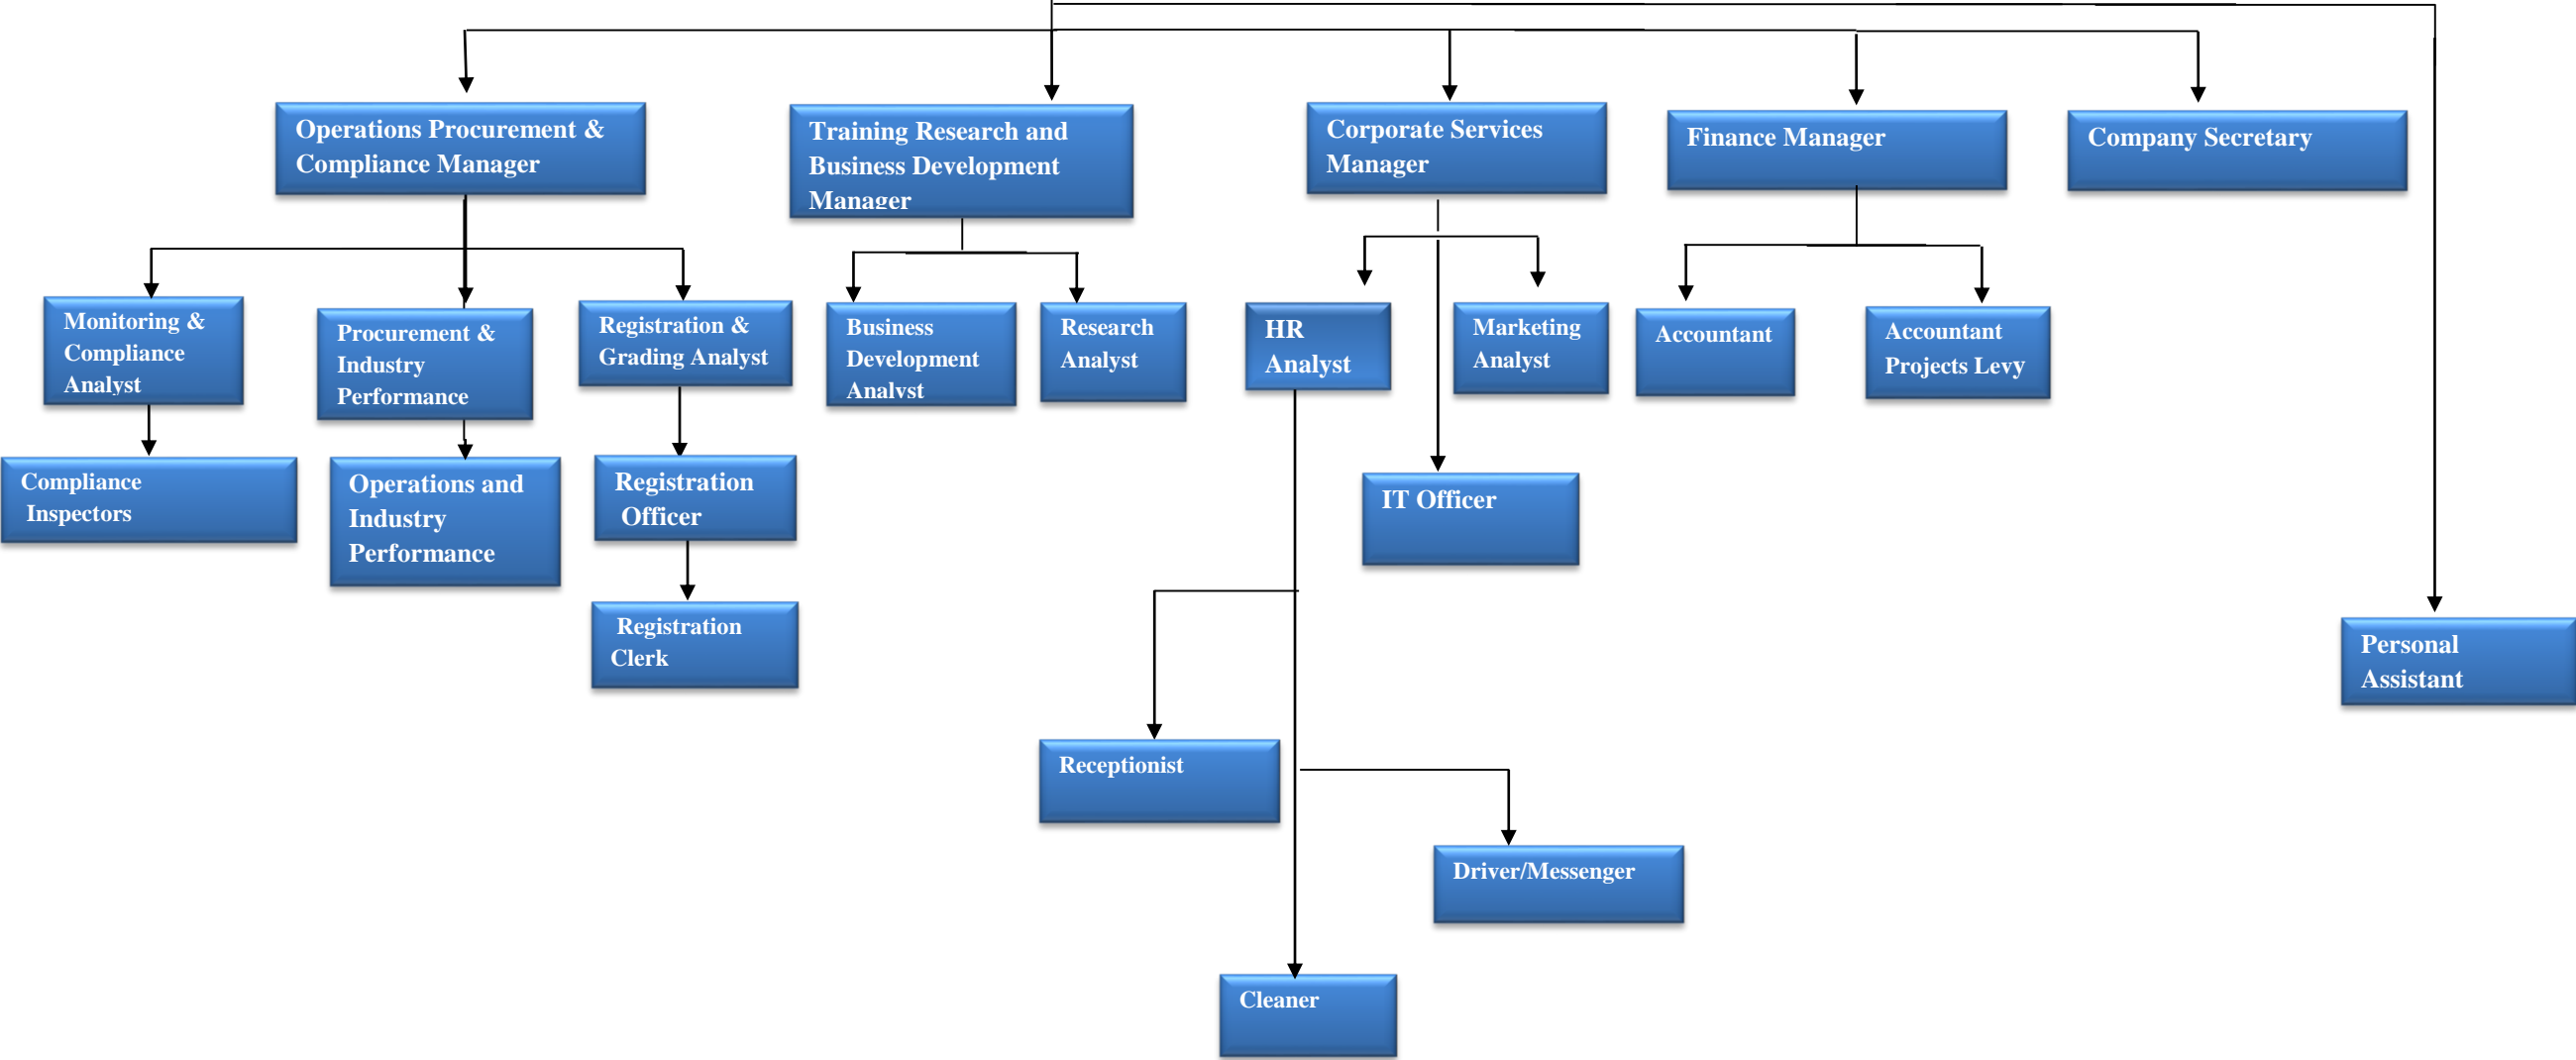 Operations Procurement &
Compliance Manager
Training Research and
Business Development
Manager
Corporate Services
Manager
Finance Manager
Company Secretary
Monitoring &
Compliance
Analyst
Procurement &
Industry
Performance
Registration &
Grading Analyst
Business
Development
Analyst
Research
Analyst
HR
Analyst
Marketing
Analyst
Accountant
Accountant
Projects Levy
Compliance
Inspectors
Operations and
Industry
Performance
Registration
Officer
IT Officer
Registration
Clerk
Personal
Assistant
Receptionist
Driver/Messenger
Cleaner